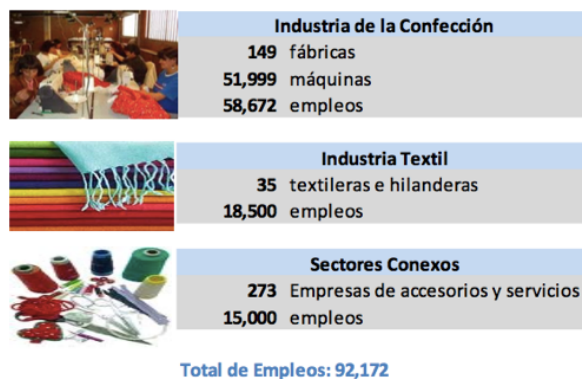 Industria de la Confección
149 fábricas
51,999 máquinas
58,672 empleos
Industria Textil
35 textileras e hilanderas
18,500 empleos
Sectores Conexos
273 Empresas de accesorios y servicios
15,000 empleos
Total de Empleos: 92,172